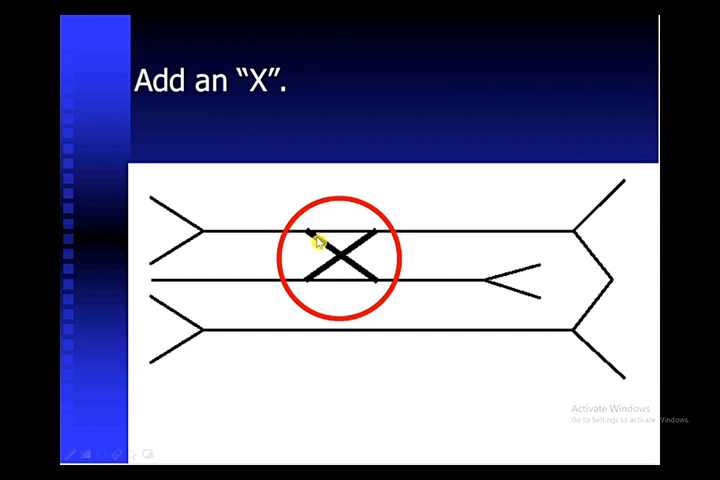 Add an “X”.
Activate Windows
Go to Settings to activate Windows.